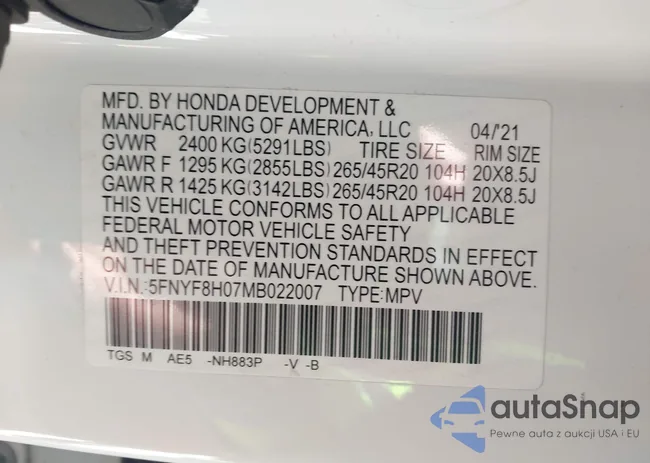 MFD. BY HONDA DEVELOPMENT &
MANUFACTURING OF AMERICA, LLC 04/'21
GVWR 2400 KG(5291LBS) TIRE SIZE RIM SIZE
GAWR F 1295 KG(2855LBS) 265/45R20 104H 20X8.5J
GAWR R 1425 KG(3142LBS) 265/45R20 104H 20X8.5J
THIS VEHICLE CONFORMS TO ALL APPLICABLE
FEDERAL MOTOR VEHICLE SAFETY
AND THEFT PREVENTION STANDARDS IN EFFECT
ON THE DATE OF MANUFACTURE SHOWN ABOVE.
V.I.N.:5FNYF8H07MB022007 TYPE:MPV
TGS M AE5 -NH883P -V -B
autoSnap
Pewne auta z aukcji USA i EU